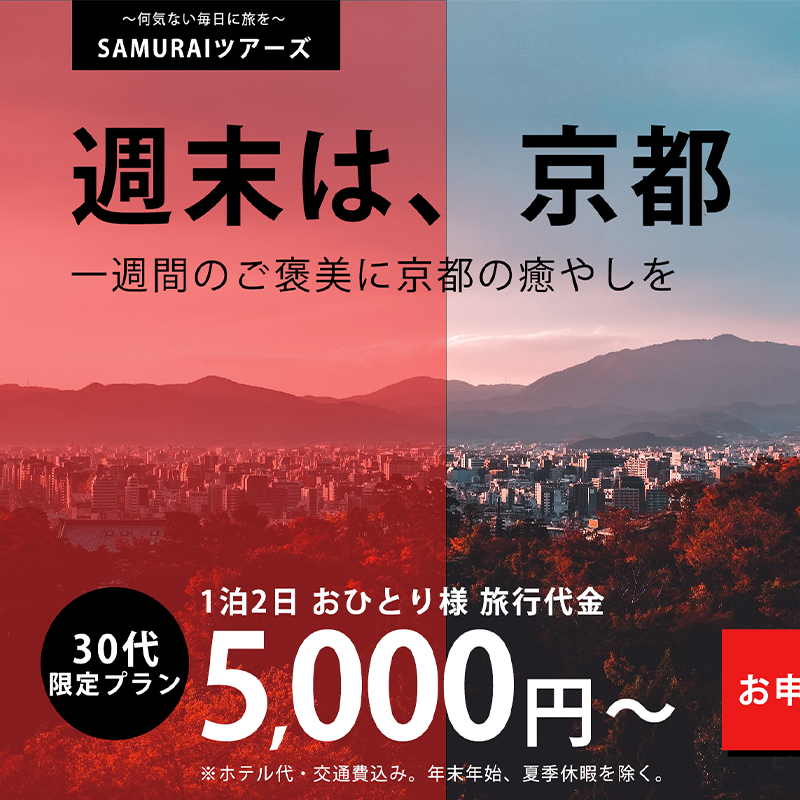 ～何気ない毎日に旅を～
SAMURAIツアーズ
週末は、京都
一週間のご褒美に京都の癒やしを
1泊2日 おひとり様 旅行代金
30代
限定プラン
5,000円～
お申
※ホテル代・交通費込み。年末年始、夏季休暇を除く。